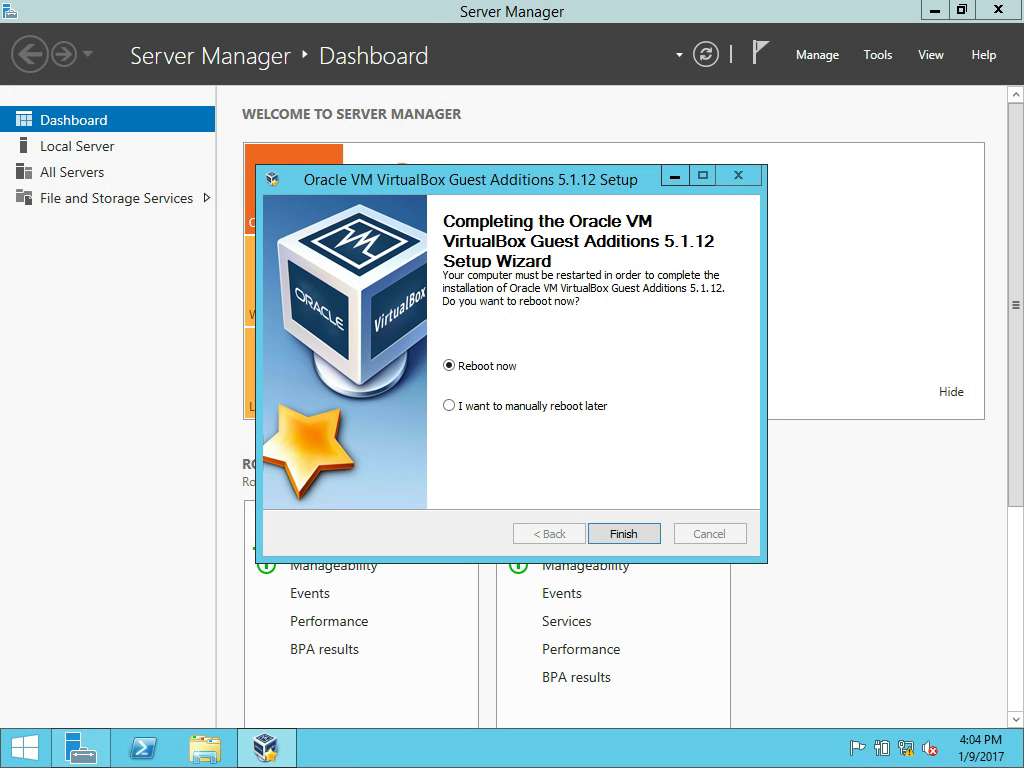 Server Manager
Server Manager ‣ Dashboard
Manage Tools View Help
Dashboard
Local Server
All Servers
File and Storage Services
WELCOME TO SERVER MANAGER
Oracle VM VirtualBox Guest Additions 5.1.12 Setup
ORACLE
VirtualBox
Completing the Oracle VM
VirtualBox Guest Additions 5.1.12
Setup Wizard
Your computer must be restarted in order to complete the
installation of Oracle VM VirtualBox Guest Additions 5.1.12.
Do you want to reboot now?
Reboot now
I want to manually reboot later
< Back
Finish
Cancel
Hide
Manageability
Events
Performance
BPA results
Manageability
Events
Services
Performance
BPA results
4:04 PM
1/9/2017